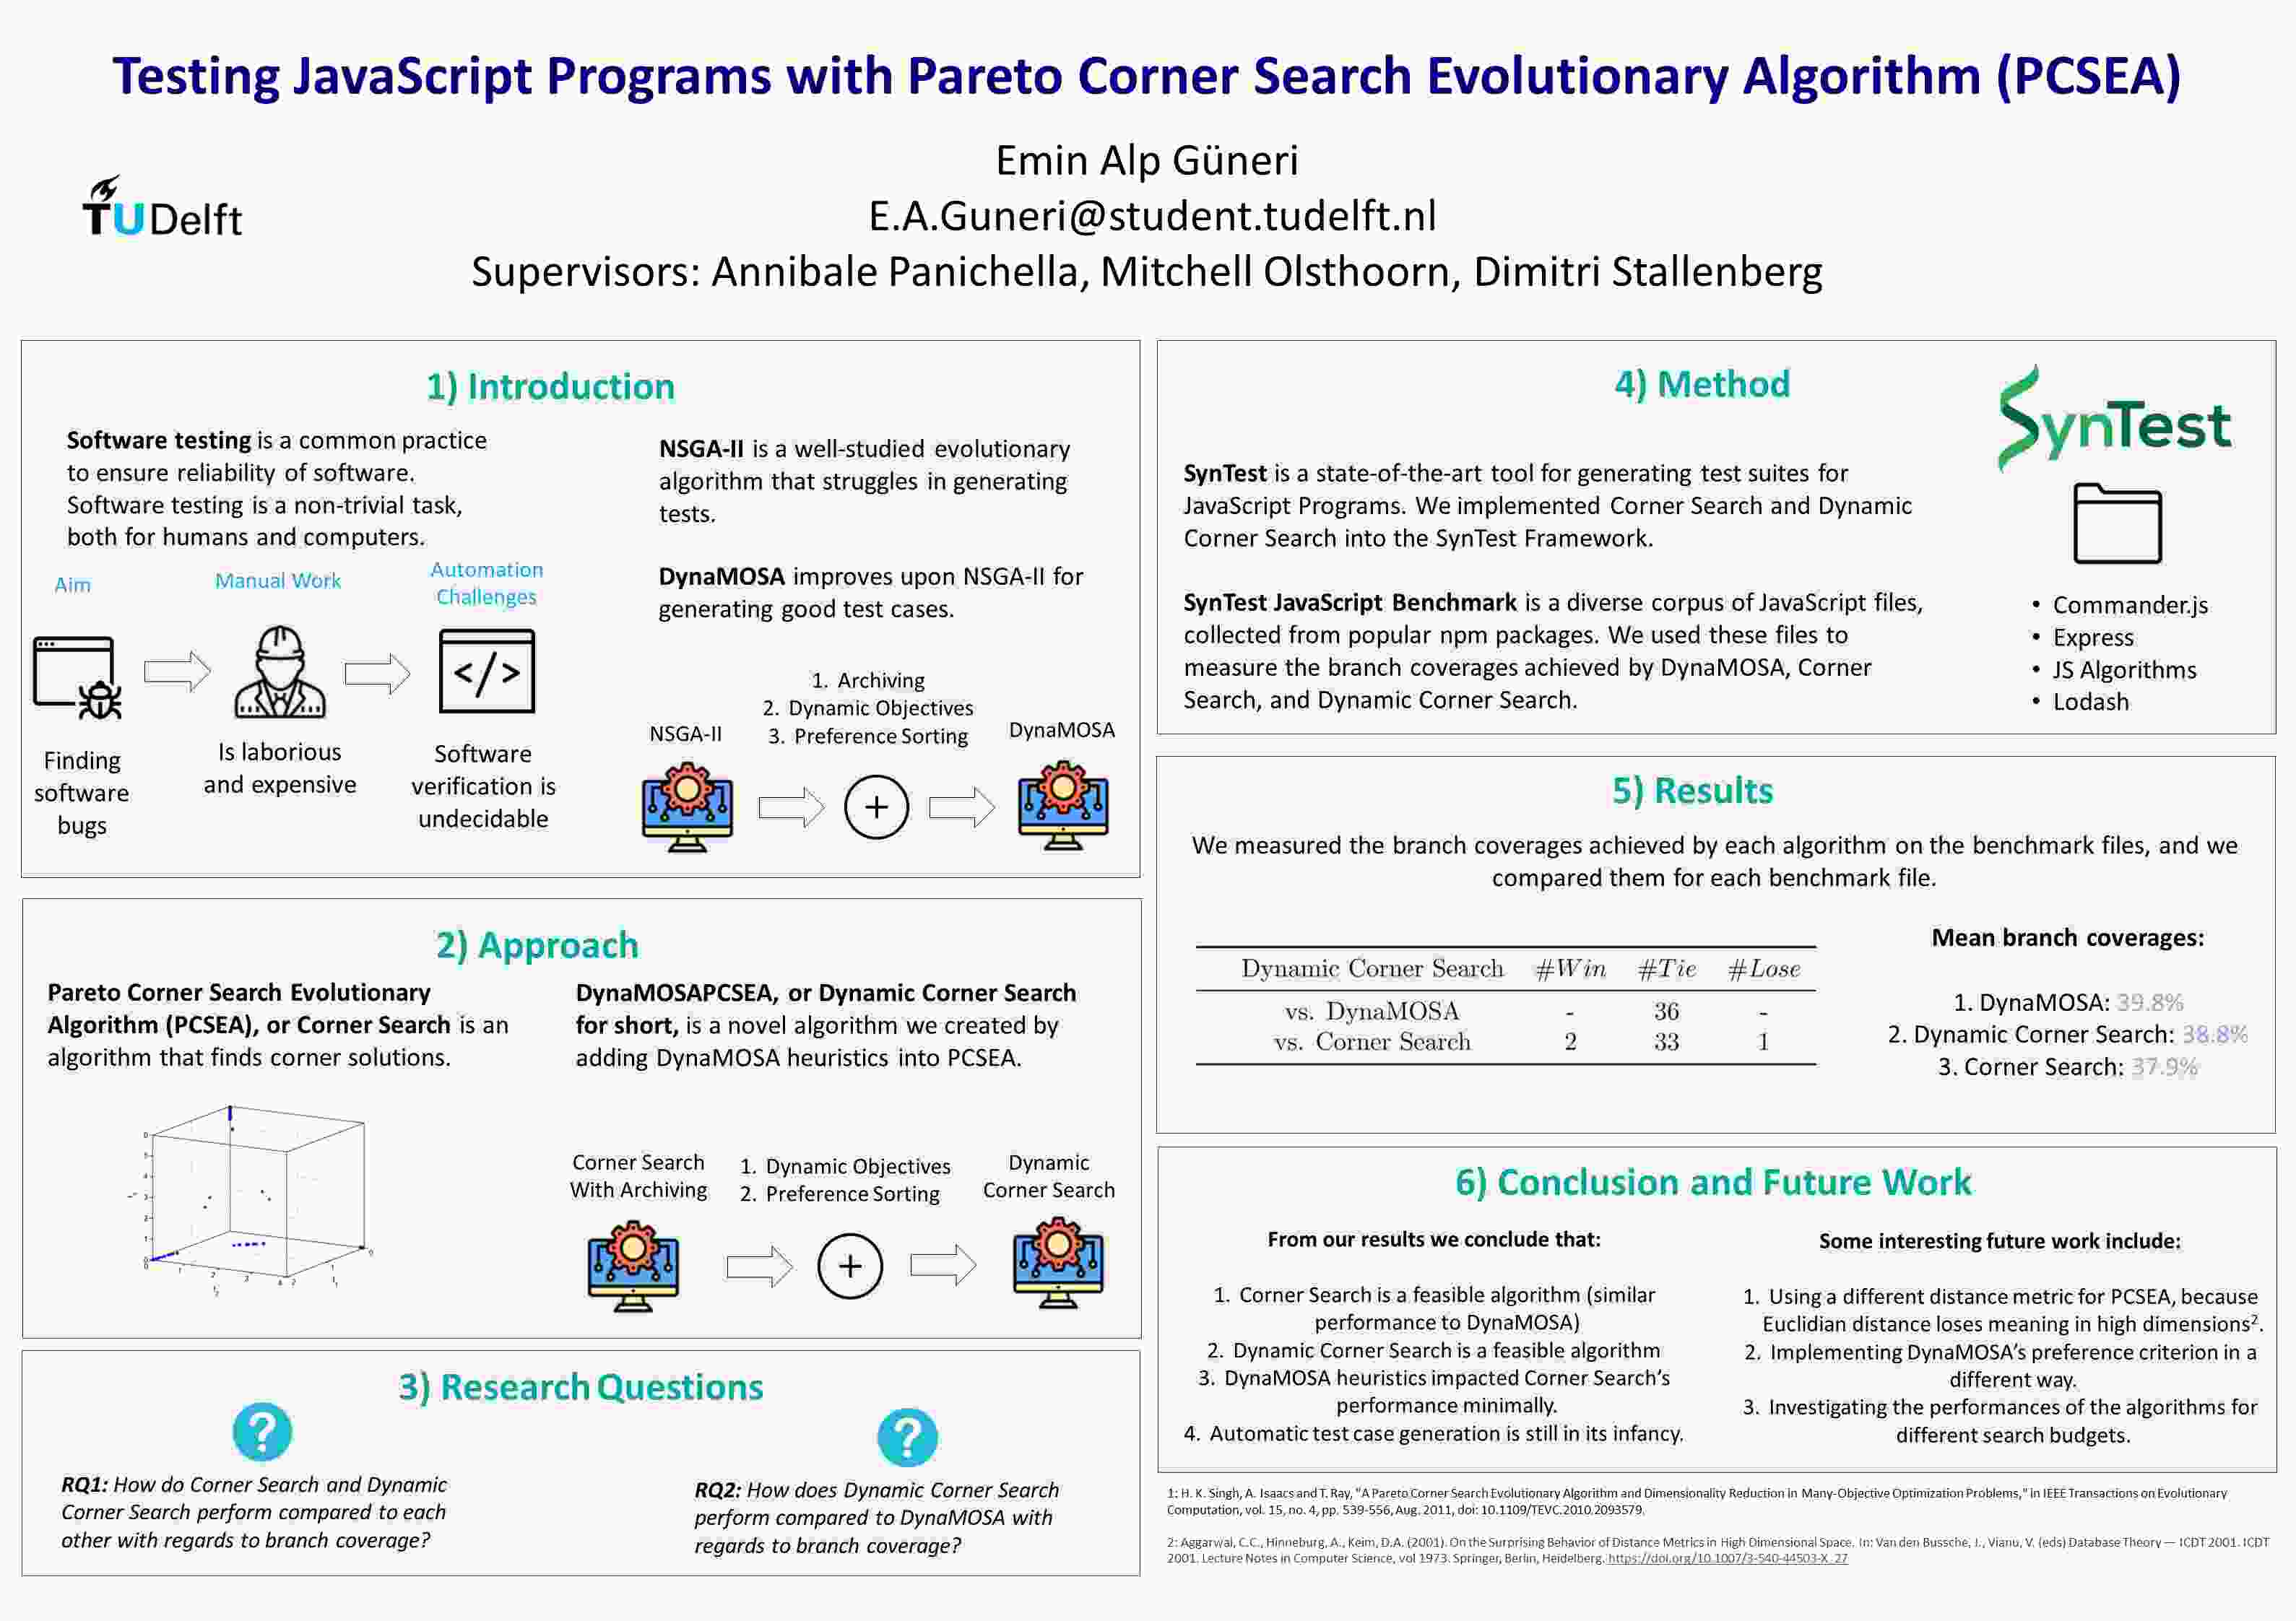 Testing JavaScript Programs with Pareto Corner Search Evolutionary Algorithm (PCSEA)
Emin Alp Güneri
E.A.Guneri@student.tudelft.nl
Supervisors: Annibale Panichella, Mitchell Olsthoorn, Dimitri Stallenberg
TU Delft
1) Introduction
Software testing is a common practice
to ensure reliability of software.
Software testing is a non-trivial task,
both for humans and computers.
Aim
Manual Work
Automation
Challenges
</>
Finding
software
bugs
Is laborious
and expensive
Software
verification is
undecidable
NSGA-II is a well-studied evolutionary
algorithm that struggles in generating
tests.
DynaMOSA improves upon NSGA-II for
generating good test cases.
NSGA-II
1. Archiving
2. Dynamic Objectives
3. Preference Sorting
DynaMOSA
+
2) Approach
Pareto Corner Search Evolutionary
Algorithm (PCSEA), or Corner Search is an
algorithm that finds corner solutions.
DynaMOSAPCSEA, or Dynamic Corner Search
for short, is a novel algorithm we created by
adding DynaMOSA heuristics into PCSEA.
Corner Search
With Archiving
1. Dynamic Objectives
2. Preference Sorting
Dynamic
Corner Search
+
3) Research Questions
?
RQ1: How do Corner Search and Dynamic
Corner Search perform compared to each
other with regards to branch coverage?
?
RQ2: How does Dynamic Corner Search
perform compared to DynaMOSA with
regards to branch coverage?
4) Method
SynTest
SynTest is a state-of-the-art tool for generating test suites for
JavaScript Programs. We implemented Corner Search and Dynamic
Corner Search into the SynTest Framework.
SynTest JavaScript Benchmark is a diverse corpus of JavaScript files,
collected from popular npm packages. We used these files to
measure the branch coverages achieved by DynaMOSA, Corner
Search, and Dynamic Corner Search.
• Commander.js
• Express
• JS Algorithms
• Lodash
5) Results
We measured the branch coverages achieved by each algorithm on the benchmark files, and we
compared them for each benchmark file.
Dynamic Corner Search #Win #Tie #Lose
vs. DynaMOSA - 36 -
vs. Corner Search 2 33 1
Mean branch coverages:
1. DynaMOSA: 39.8%
2. Dynamic Corner Search: 38.8%
3. Corner Search: 37.9%
6) Conclusion and Future Work
From our results we conclude that:
1. Corner Search is a feasible algorithm (similar
performance to DynaMOSA)
2. Dynamic Corner Search is a feasible algorithm
3. DynaMOSA heuristics impacted Corner Search's
performance minimally.
4. Automatic test case generation is still in its infancy.
Some interesting future work include:
1. Using a different distance metric for PCSEA, because
Euclidian distance loses meaning in high dimensions².
2. Implementing DynaMOSA's preference criterion in a
different way.
3. Investigating the performances of the algorithms for
different search budgets.
1: H. K. Singh, A. Isaacs and T. Ray, "A Pareto Corner Search Evolutionary Algorithm and Dimensionality Reduction in Many-Objective Optimization Problems," in IEEE Transactions on Evolutionary
Computation, vol. 15, no. 4, pp. 539-556, Aug. 2011, doi: 10.1109/TEVC.2010.2093579.
2: Aggarwal, C.C., Hinneburg, A., Keim, D.A. (2001). On the Surprising Behavior of Distance Metrics in High Dimensional Space. In: Van den Bussche, J., Vianu, V. (eds) Database Theory — ICDT 2001. ICDT
2001. Lecture Notes in Computer Science, vol 1973. Springer, Berlin, Heidelberg. https://doi.org/10.1007/3-540-44503-X_27